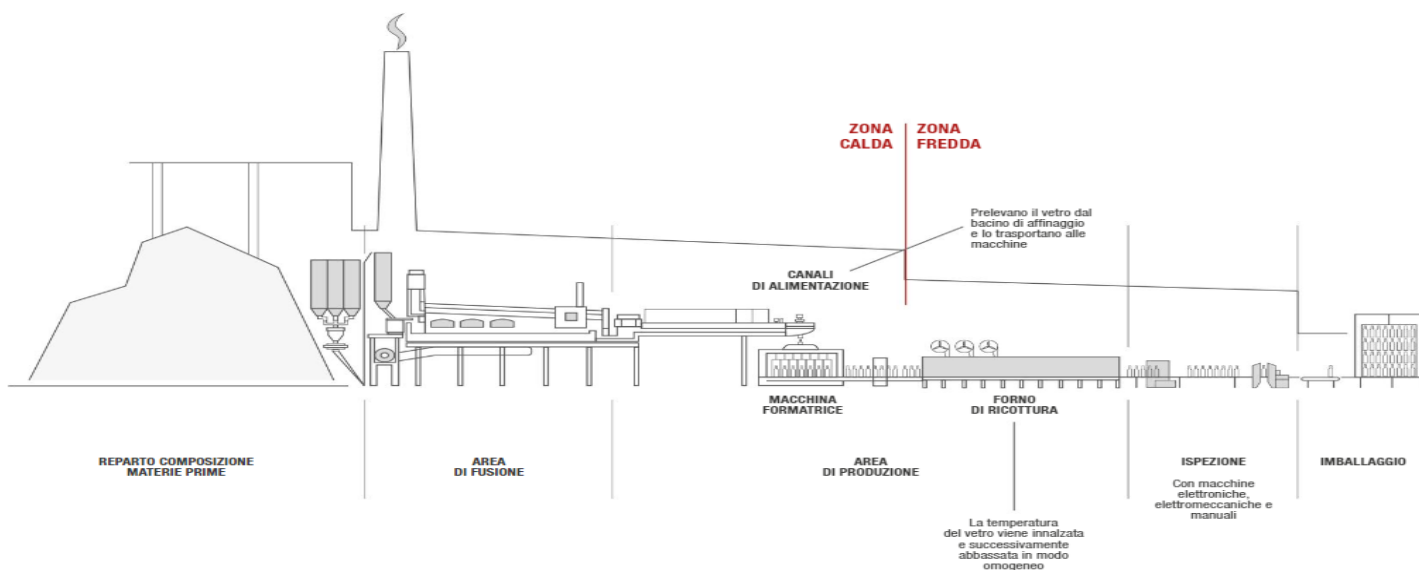 ZONA
CALDA
ZONA
FREDDA
Prelevano il vetro dal
bacino di affinaggio
e lo trasportano alle
macchine
CANALI
DI ALIMENTAZIONE
MACCHINA
FORMATRICE
FORNO
DI RICOTTURA
REPARTO COMPOSIZIONE
MATERIE PRIME
AREA
DI FUSIONE
AREA
DI PRODUZIONE
ISPEZIONE
Con macchine
elettroniche,
elettromeccaniche e
manuali
IMBALLAGGIO
La temperatura
del vetro viene innalzata
e successivamente
abbassata in modo
omogeneo